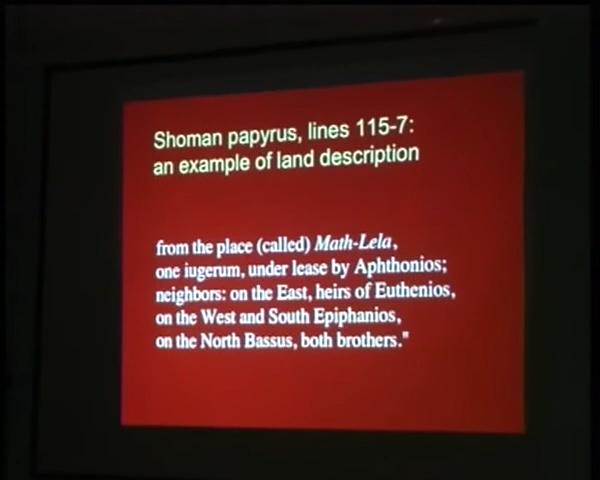 Shoman papyrus, lines 115-7:
an example of land description
from the place (called) Math-Lela,
one iugerum, under lease by Aphthonios;
neighbors: on the East, heirs of Euthenios,
on the West and South Epiphanios,
on the North Bassus, both brothers."